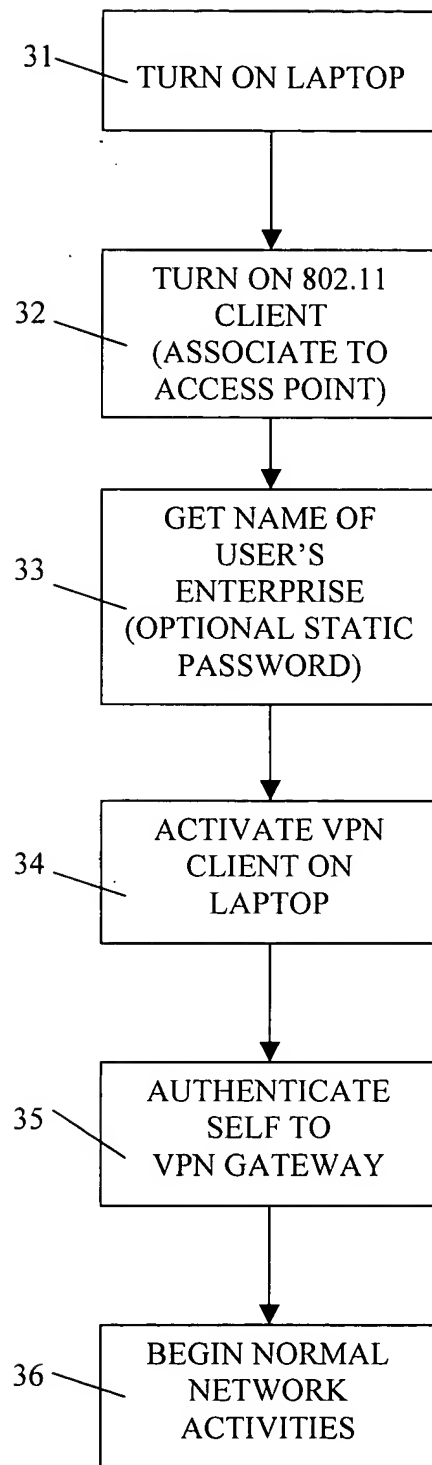 31
TURN ON LAPTOP
32
TURN ON 802.11
CLIENT
(ASSOCIATE TO
ACCESS POINT)
33
GET NAME OF
USER'S
ENTERPRISE
(OPTIONAL STATIC
PASSWORD)
34
ACTIVATE VPN
CLIENT ON
LAPTOP
35
AUTHENTICATE
SELF TO
VPN GATEWAY
36
BEGIN NORMAL
NETWORK
ACTIVITIES